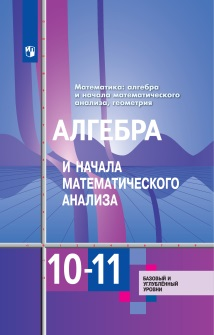 Математика: алгебра
и начала математического
анализа, геометрия
АЛГЕБРА
И НАЧАЛА
МАТЕМАТИЧЕСКОГО
АНАЛИЗА
10-11
БАЗОВЫЙ И
УГЛУБЛЁННЫЙ
УРОВНИ